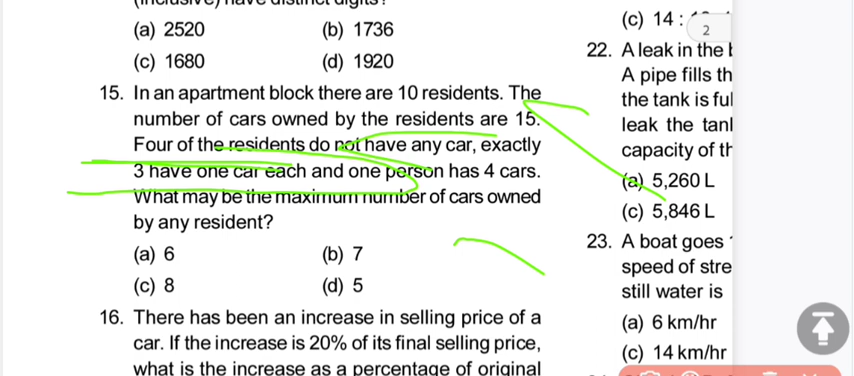 (a) 2520 (b) 1736
(c) 1680 (d) 1920
15. In an apartment block there are 10 residents. The
number of cars owned by the residents are 15.
Four of the residents do not have any car, exactly
3 have one car each and one person has 4 cars.
What may be the maximum number of cars owned
by any resident?
(a) 6 (b) 7
(c) 8 (d) 5
16. There has been an increase in selling price of a
car. If the increase is 20% of its final selling price,
what is the increase as a percentage of original
(c) 14 :
2
22. A leak in the
A pipe fills th
the tank is ful
leak the tan
capacity of th
(a) 5,260 L
(c) 5,846 L
23. A boat goes
speed of stre
still water is
(a) 6 km/hr
(c) 14 km/hr